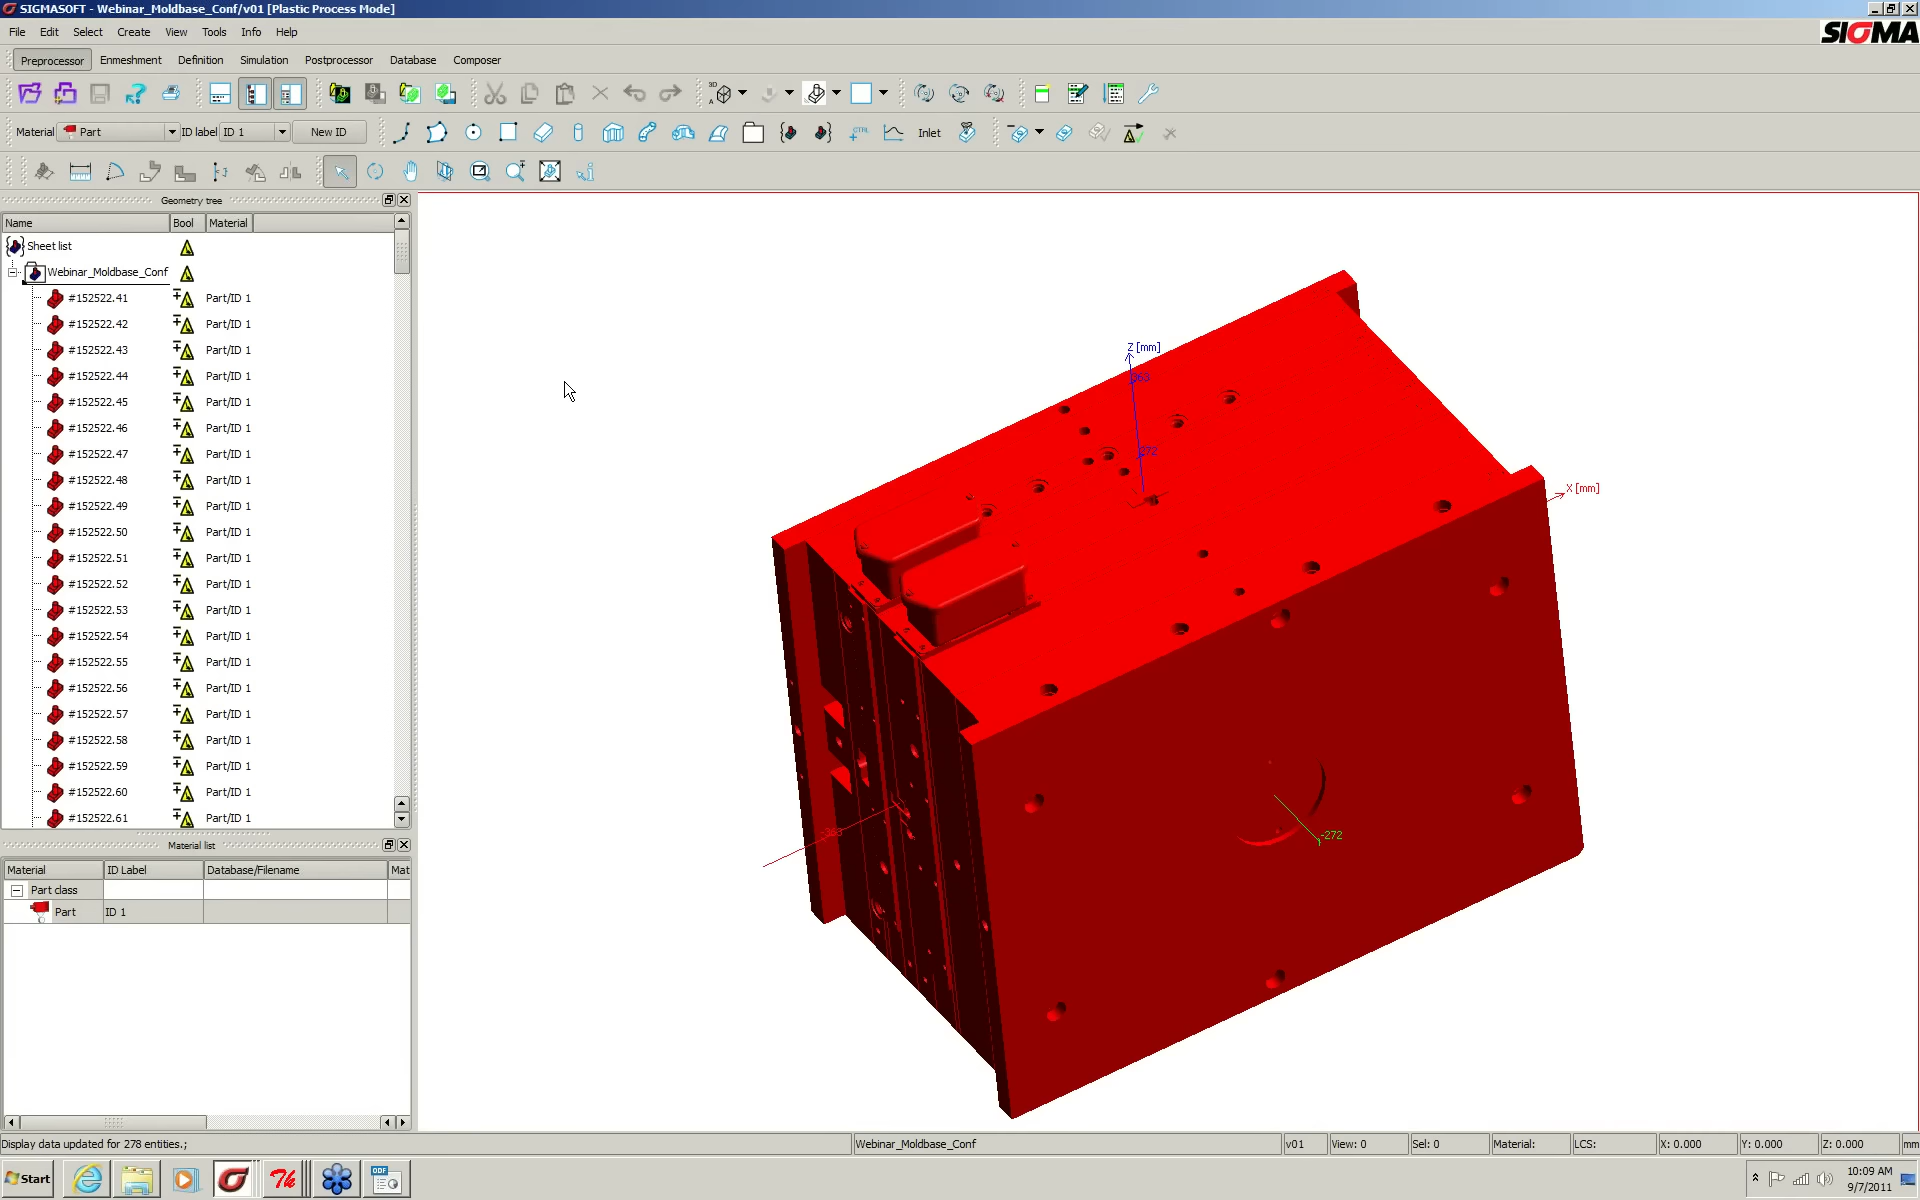 SIGMASOFT - Webinar_Moldbase_Conf/v01 [Plastic Process Mode]
File Edit Select Create View Tools Info Help
SIGMA
Preprocessor Enmeshment Definition Simulation Postprocessor Database Composer
Material Part ID label ID 1 New ID Inlet
Geometry tree
Name Bool Material
Sheet list
Webinar_Moldbase_Conf
#152522.41 Part/ID 1
#152522.42 Part/ID 1
#152522.43 Part/ID 1
#152522.44 Part/ID 1
#152522.45 Part/ID 1
#152522.46 Part/ID 1
#152522.47 Part/ID 1
#152522.48 Part/ID 1
#152522.49 Part/ID 1
#152522.50 Part/ID 1
#152522.51 Part/ID 1
#152522.52 Part/ID 1
#152522.53 Part/ID 1
#152522.54 Part/ID 1
#152522.55 Part/ID 1
#152522.56 Part/ID 1
#152522.57 Part/ID 1
#152522.58 Part/ID 1
#152522.59 Part/ID 1
#152522.60 Part/ID 1
#152522.61 Part/ID 1
Z [mm]
363
272
X [mm]
-363
-272
Material list
Material ID Label Database/Filename Mat
Part class
Part ID 1
Display data updated for 278 entities.; Webinar_Moldbase_Conf v01 View: 0 Sel: 0 Material: LCS: X: 0.000 Y: 0.000 Z: 0.000 mm
Start 10:09 AM
9/7/2011